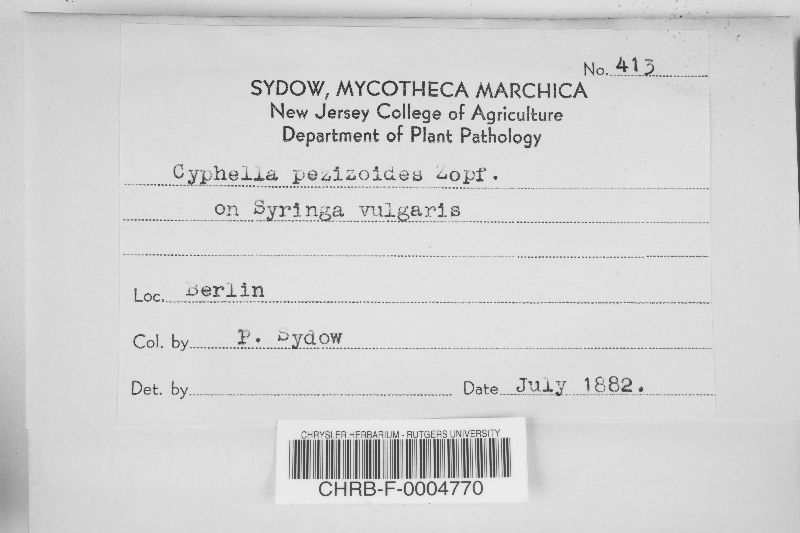 No. 413
SYDOW, MYCOTHECA MARCHICA
New Jersey College of Agriculture
Department of Plant Pathology
Cyphella pezizoides Zopf.
on Syringa vulgaris
Loc. Berlin
Col. by P. Sydow
Det. by Date July 1882.
CHRYSLER HERBARIUM - RUTGERS UNIVERSITY
CHRB-F-0004770